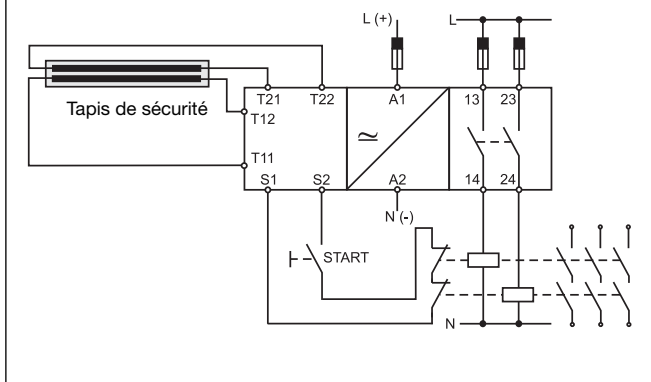 L (+)
L
Tapis de sécurité
T21
T22
A1
13
23
T12
T11
S1
S2
A2
14
24
N (-)
START
N